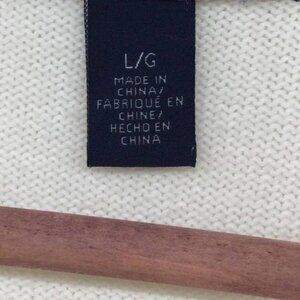 L/G
MADE IN
CHINA/
FABRIQUÉ EN
CHINE/
HECHO EN
CHINA